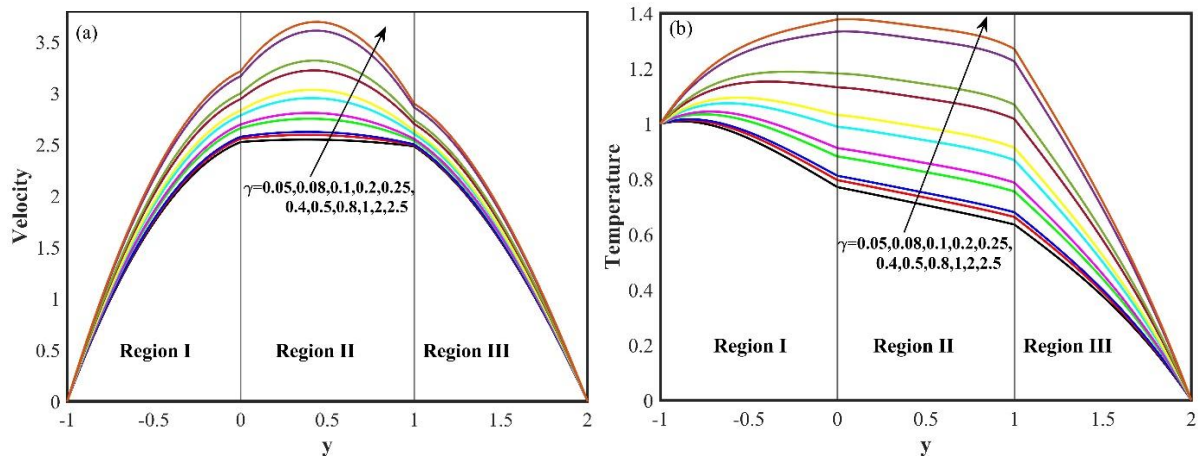 (a)
Velocity
3.5
3
2.5
2
1.5
1
0.5
0
γ=0.05,0.08,0.1,0.2,0.25,
0.4,0.5,0.8,1,2,2.5
Region I
Region II
Region III
-1
-0.5
0
0.5
1
1.5
2
y
(b)
Temperature
1.4
1.2
1
0.8
0.6
0.4
0.2
0
γ=0.05,0.08,0.1,0.2,0.25,
0.4,0.5,0.8,1,2,2.5
Region I
Region II
Region III
-1
-0.5
0
0.5
1
1.5
2
y